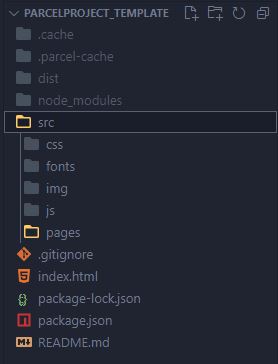 PARCELPROJECT_TEMPLATE
.cache
.parcel-cache
dist
node_modules
src
css
fonts
img
js
pages
.gitignore
index.html
package-lock.json
package.json
README.md